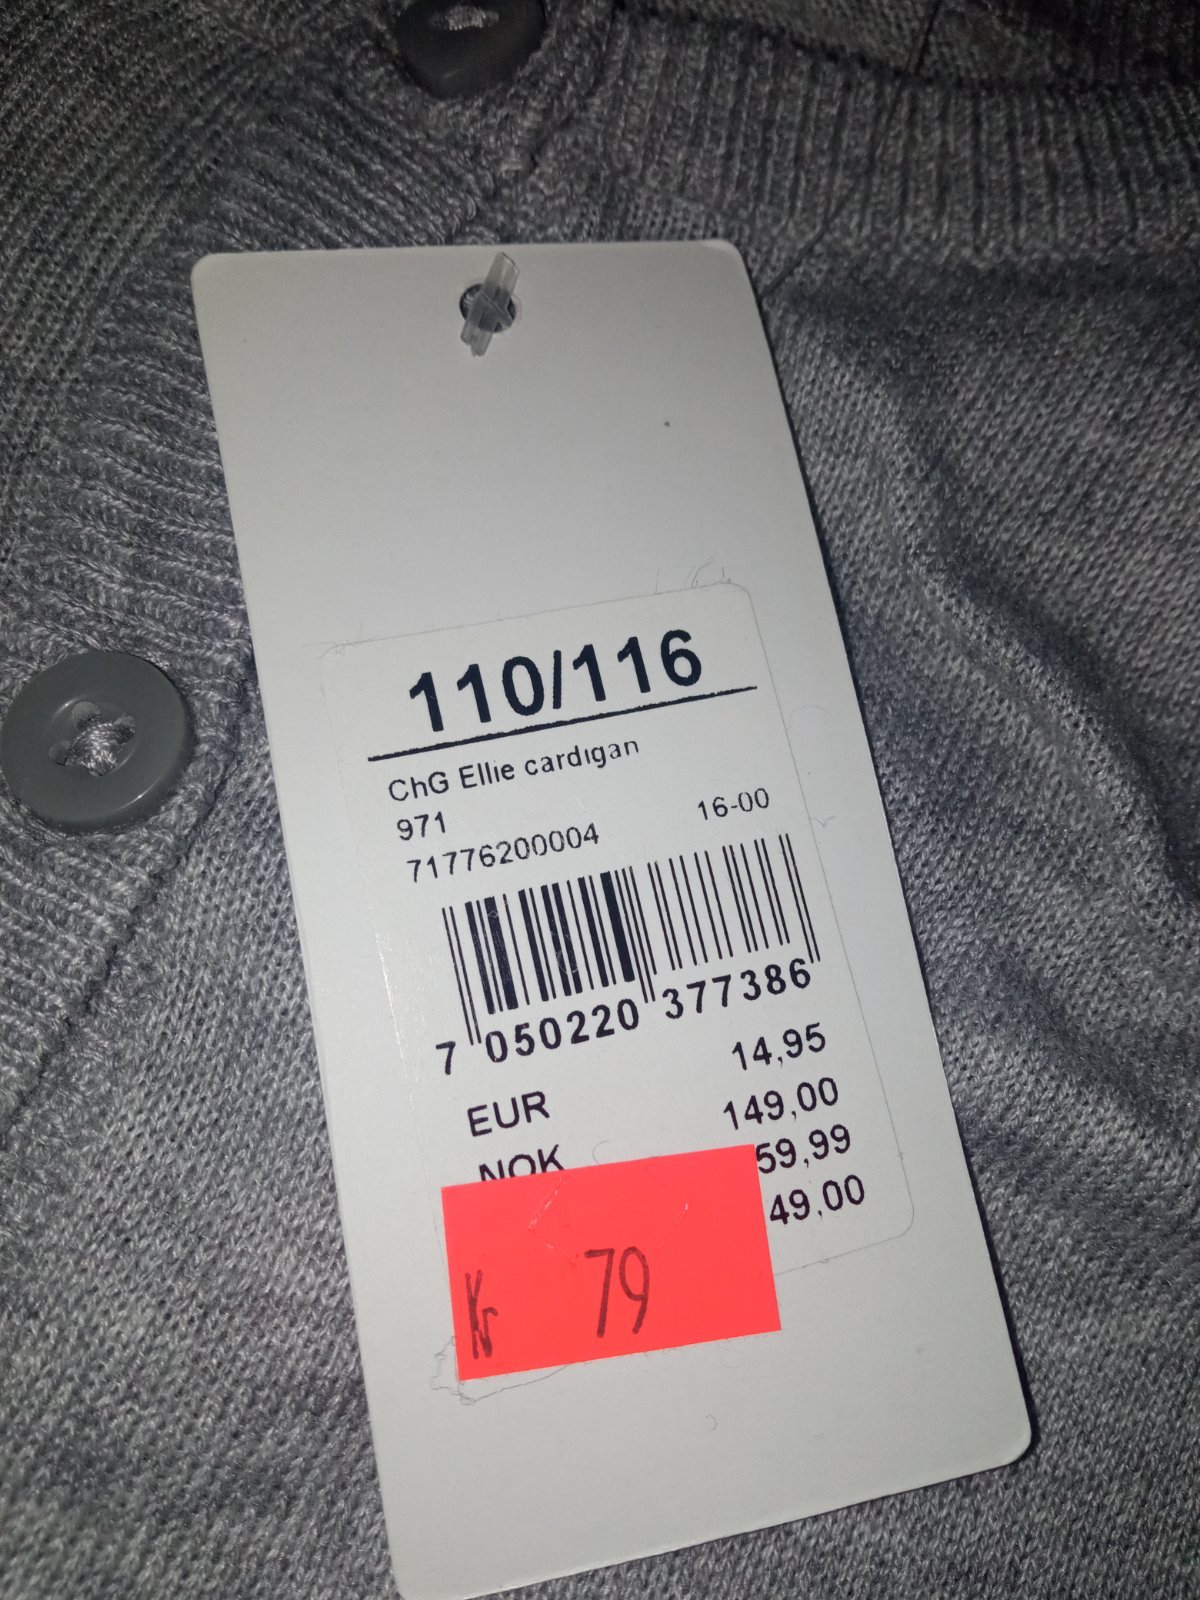 110/116
ChG Ellie cardigan
971 16-00
71776200004
7 050220 377386
EUR 14,95
NOK 149,00
59,99
49,00
Kr 79